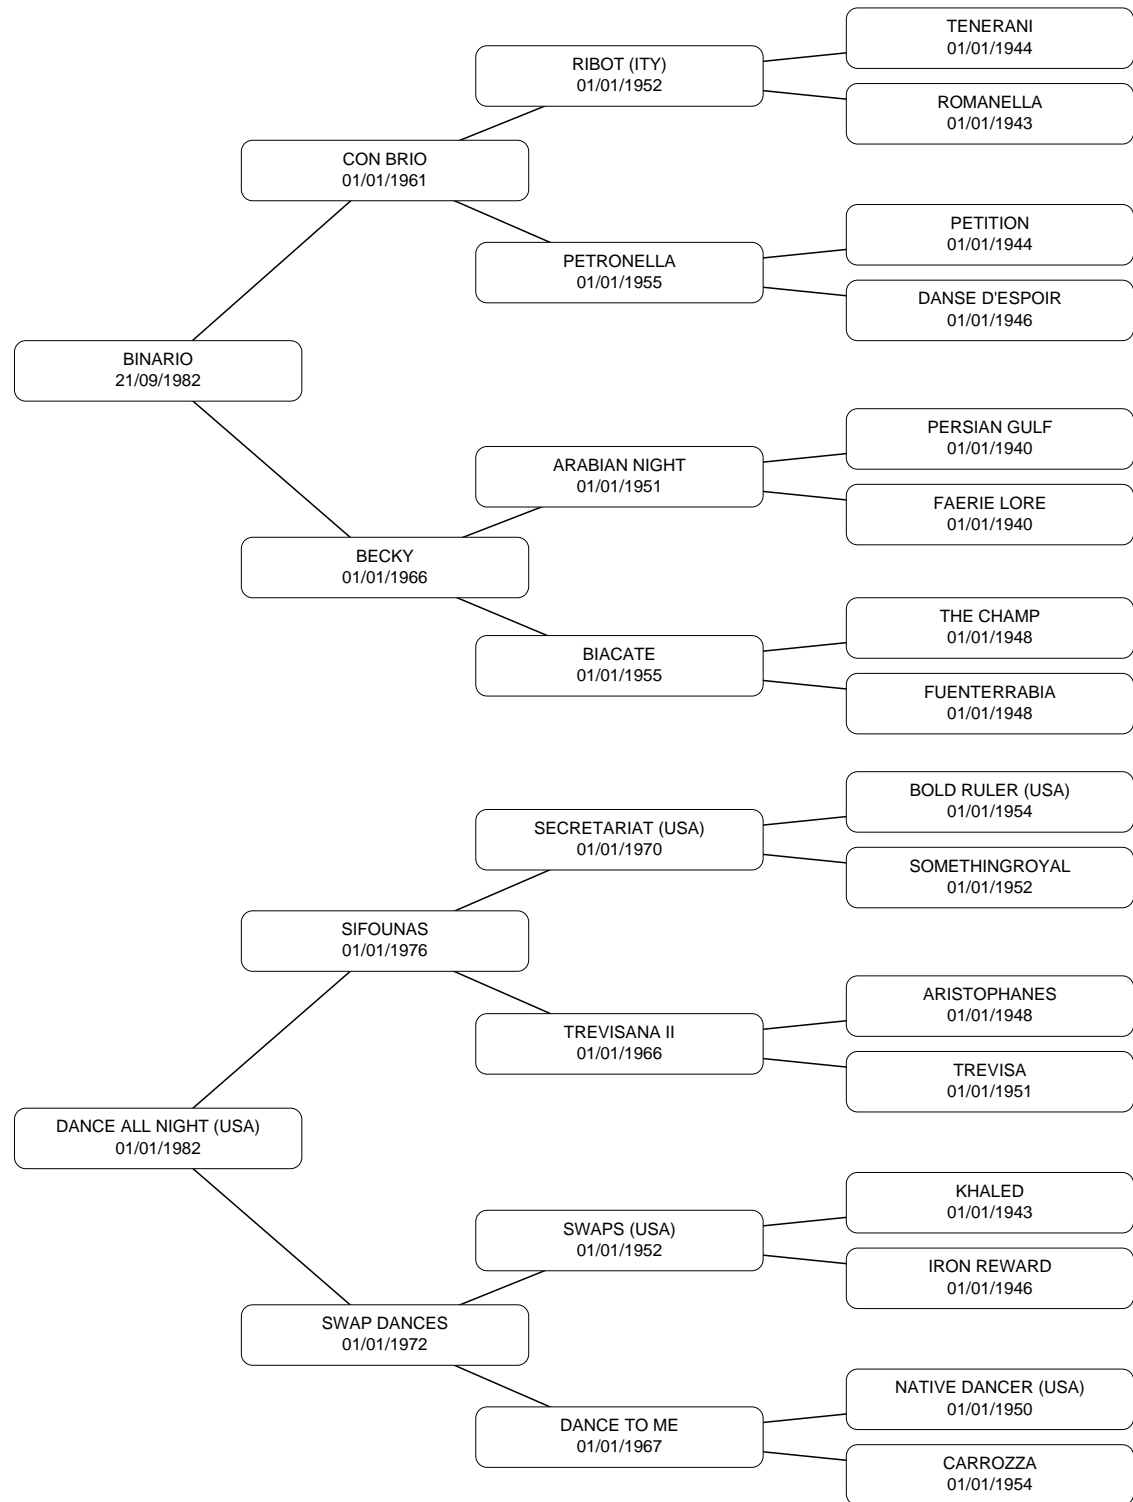 TENERANI
01/01/1944
RIBOT (ITY)
01/01/1952
ROMANELLA
01/01/1943
CON BRIO
01/01/1961
PETITION
01/01/1944
PETRONELLA
01/01/1955
DANSE D'ESPOIR
01/01/1946
BINARIO
21/09/1982
PERSIAN GULF
01/01/1940
ARABIAN NIGHT
01/01/1951
FAERIE LORE
01/01/1940
BECKY
01/01/1966
THE CHAMP
01/01/1948
BIACATE
01/01/1955
FUENTERRABIA
01/01/1948
BOLD RULER (USA)
01/01/1954
SECRETARIAT (USA)
01/01/1970
SOMETHINGROYAL
01/01/1952
SIFOUNAS
01/01/1976
ARISTOPHANES
01/01/1948
TREVISANA II
01/01/1966
TREVISA
01/01/1951
DANCE ALL NIGHT (USA)
01/01/1982
KHALED
01/01/1943
SWAPS (USA)
01/01/1952
IRON REWARD
01/01/1946
SWAP DANCES
01/01/1972
NATIVE DANCER (USA)
01/01/1950
DANCE TO ME
01/01/1967
CARROZZA
01/01/1954